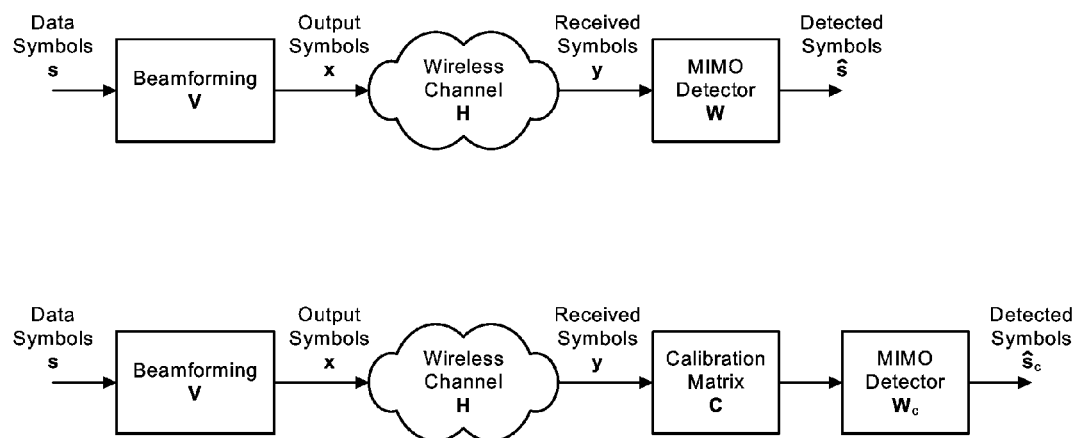 Data
Symbols
s
Beamforming
V
Output
Symbols
x
Wireless
Channel
H
Received
Symbols
y
MIMO
Detector
W
Detected
Symbols
ŝ
Data
Symbols
s
Beamforming
V
Output
Symbols
x
Wireless
Channel
H
Received
Symbols
y
Calibration
Matrix
C
MIMO
Detector
Wc
Detected
Symbols
ŝc